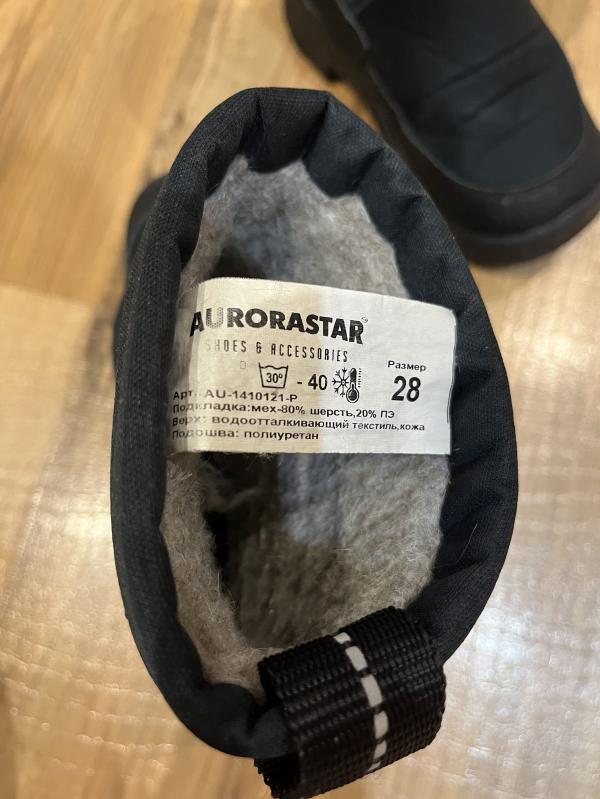 AURORASTAR
SHOES & ACCESSORIES
30° - 40
Размер
28
Арт. AU-1410121-P
Подкладка:мех-80% шерсть,20% ПЭ
Верх: водоотталкивающий текстиль,кожа
Подошва: полиуретан